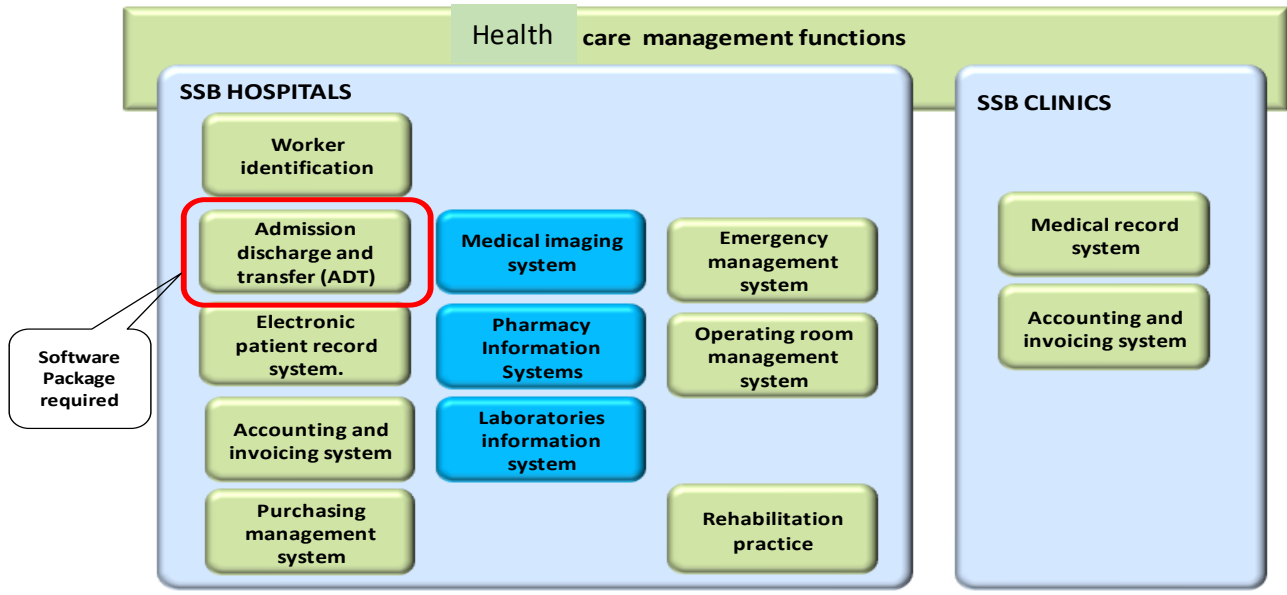 Health care management functions
SSB HOSPITALS
Worker
identification
Admission
discharge and
transfer (ADT)
Electronic
patient record
system.
Accounting and
invoicing system
Purchasing
management
system
Medical imaging
system
Pharmacy
Information
Systems
Laboratories
information
system
Emergency
management
system
Operating room
management
system
Rehabilitation
practice
SSB CLINICS
Medical record
system
Accounting and
invoicing system
Software
Package
required